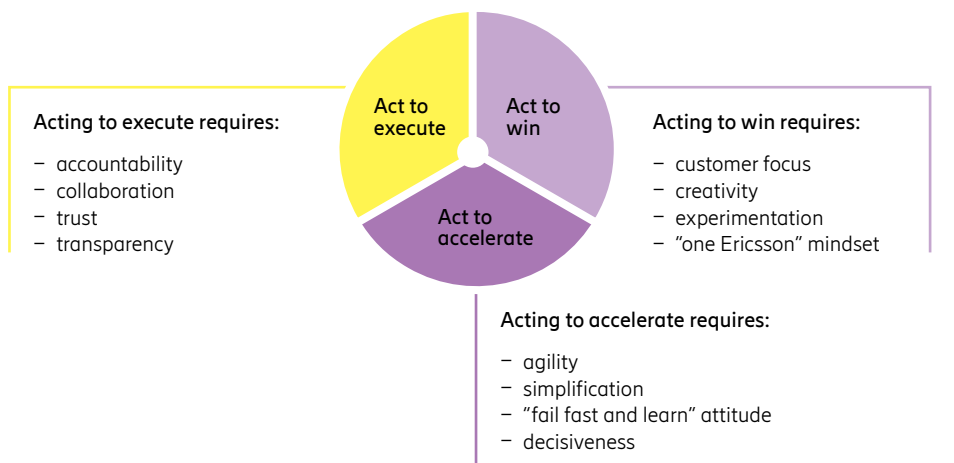 Act to
execute
Act to
win
Act to
accelerate
Acting to execute requires:
– accountability
– collaboration
– trust
– transparency
Acting to win requires:
– customer focus
– creativity
– experimentation
– ”one Ericsson” mindset
Acting to accelerate requires:
– agility
– simplification
– ”fail fast and learn” attitude
– decisiveness